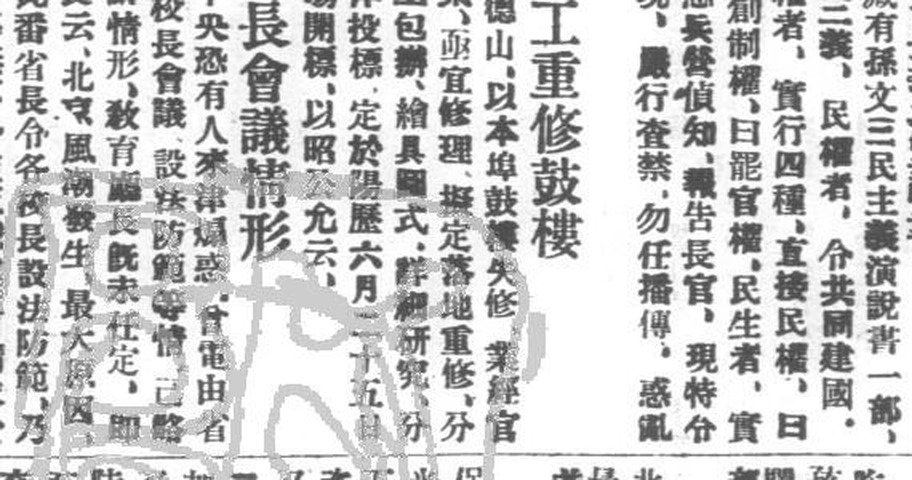 藏有孫文三民主義演說書一部、
三義、民權者、令共同建國、
權者、實行四種、直接民權、曰
創制權、曰罷官權、民生者、實
兵營偵知、報告長官、現特分
嚴行査禁、勿任播傳、惑亂
工重修鼓樓
德山、以本埠鼓樓失修、業經官
亟宜修理、擬定落地重修、分
包辦、繪具圖式、詳細研究、分
投標、定於陽歷六月二十五日
開標、以昭公允云、
長會議情形
央恐有人來津煽惑、會電由省
校長會議、設法防範等情、已略
情形、教育廳長旣未任定、卽
云、北京風潮發生、最大原因、
此番省長令各校長設法防範、乃